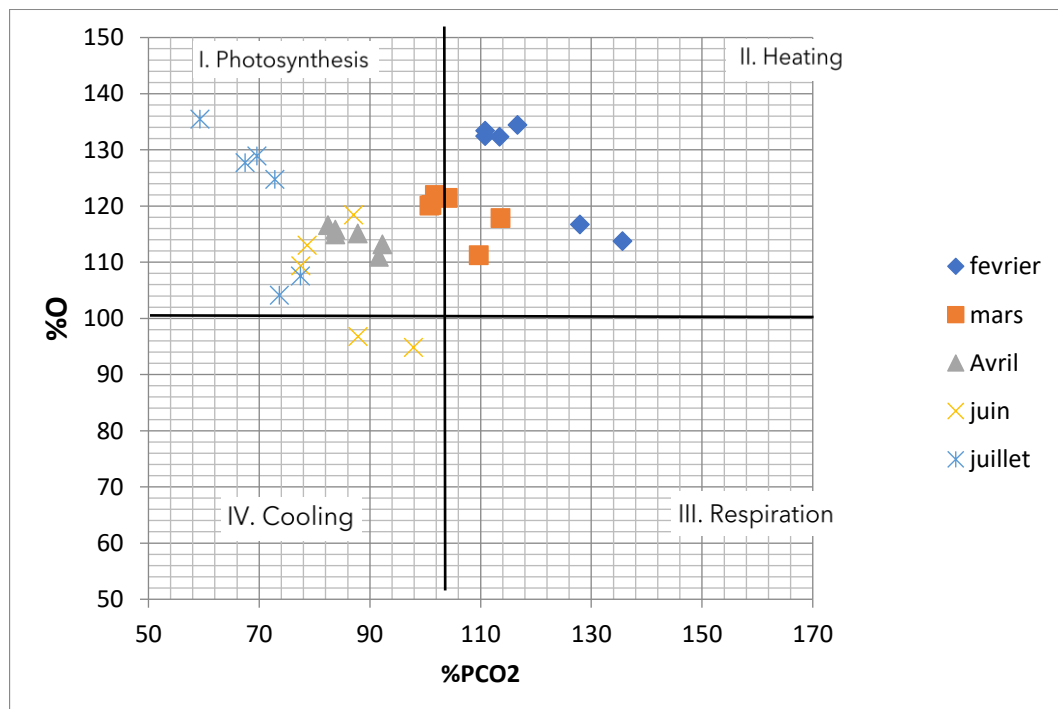 150
140
130
120
110
100
90
80
70
60
50
%O
I. Photosynthesis
II. Heating
IV. Cooling
III. Respiration
50
70
90
110
130
150
170
%PCO2
fevrier
mars
Avril
juin
juillet